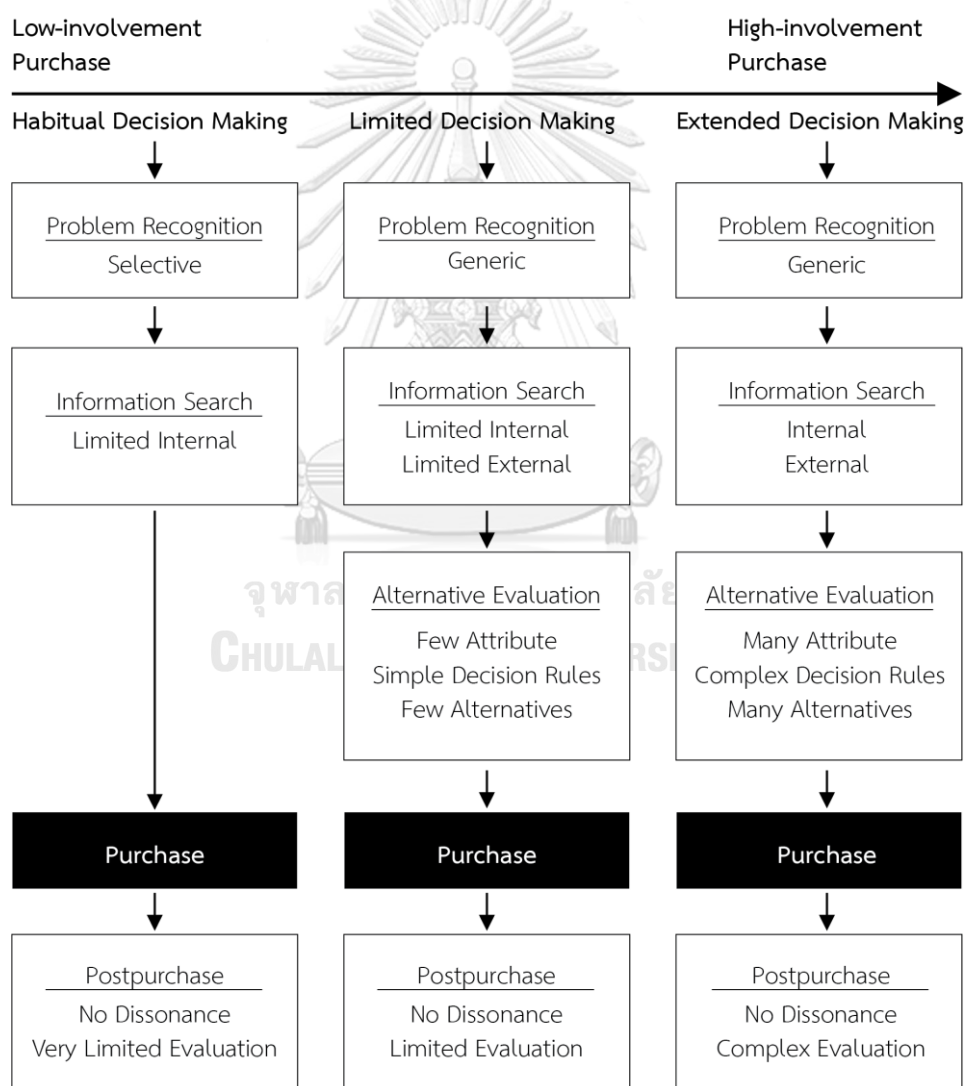 Low-involvement
Purchase
High-involvement
Purchase
Habitual Decision Making
Limited Decision Making
Extended Decision Making
Problem Recognition
Selective
Problem Recognition
Generic
Problem Recognition
Generic
Information Search
Limited Internal
Information Search
Limited Internal
Limited External
Information Search
Internal
External
Alternative Evaluation
Few Attribute
Simple Decision Rules
Few Alternatives
Alternative Evaluation
Many Attribute
Complex Decision Rules
Many Alternatives
จุฬาล ลัย
CHULAL RSI
Purchase
Purchase
Purchase
Postpurchase
No Dissonance
Very Limited Evaluation
Postpurchase
No Dissonance
Limited Evaluation
Postpurchase
No Dissonance
Complex Evaluation